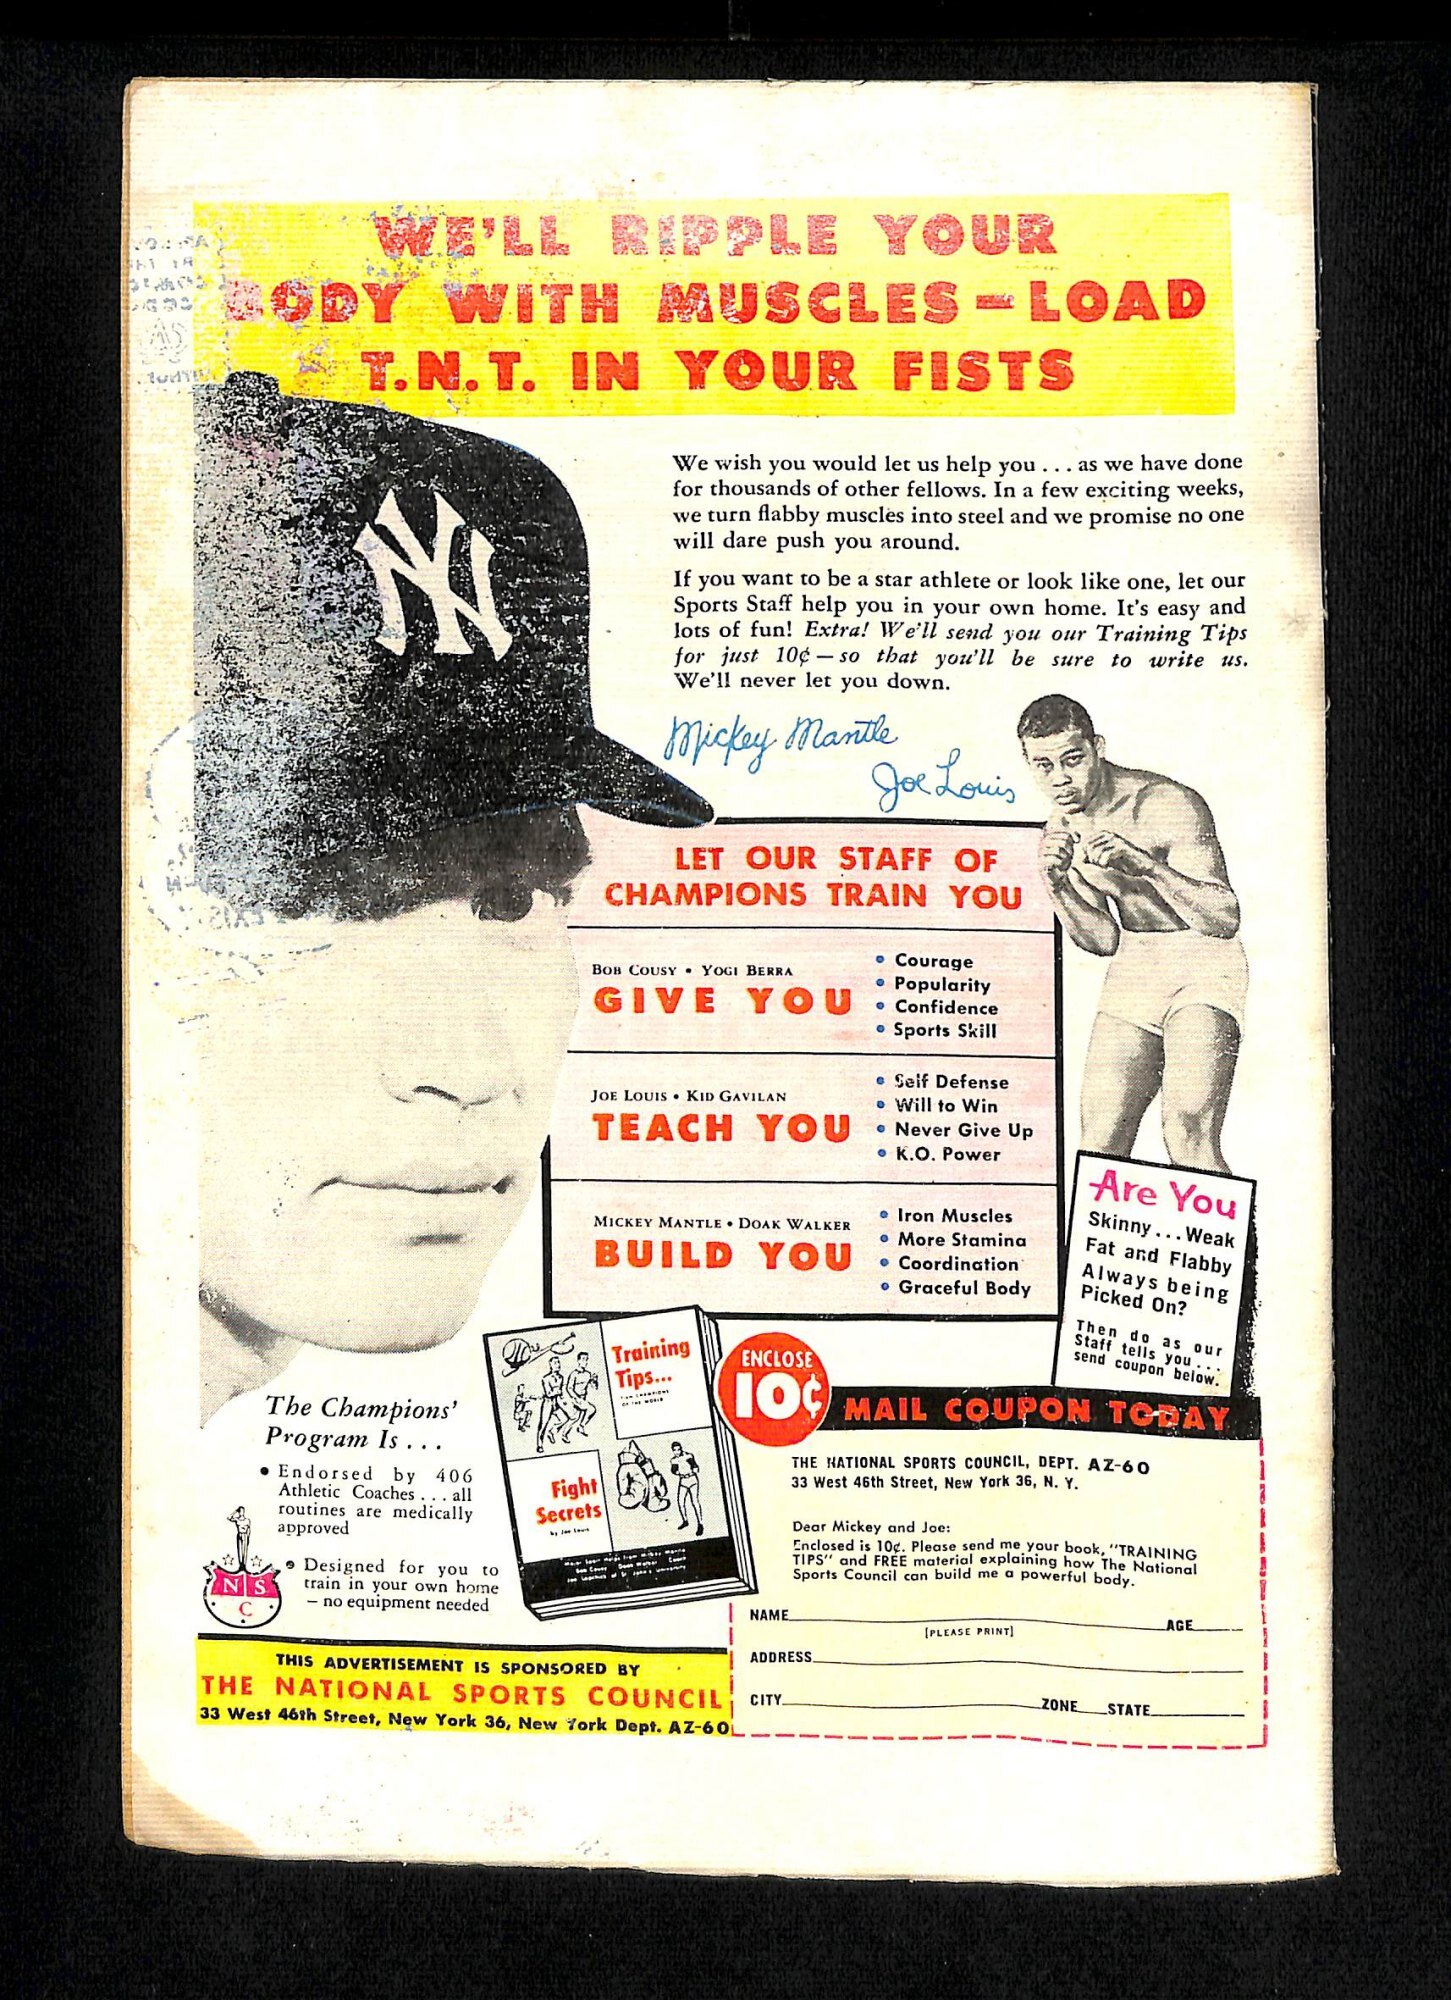 WE'LL RIPPLE YOUR
BODY WITH MUSCLES—LOAD
T.N.T. IN YOUR FISTS
NY
We wish you would let us help you . . . as we have done
for thousands of other fellows. In a few exciting weeks,
we turn flabby muscles into steel and we promise no one
will dare push you around.
If you want to be a star athlete or look like one, let our
Sports Staff help you in your own home. It's easy and
lots of fun! Extra! We'll send you our Training Tips
for just 10¢ — so that you'll be sure to write us.
We'll never let you down.
Mickey Mantle
Joe Louis
LET OUR STAFF OF
CHAMPIONS TRAIN YOU
BOB COUSY • YOGI BERRA
GIVE YOU
• Courage
• Popularity
• Confidence
• Sports Skill
JOE LOUIS • KID GAVILAN
TEACH YOU
• Self Defense
• Will to Win
• Never Give Up
• K.O. Power
MICKEY MANTLE • DOAK WALKER
BUILD YOU
• Iron Muscles
• More Stamina
• Coordination
• Graceful Body
Are You
Skinny . . . Weak
Fat and Flabby
Always being
Picked On?
Then do as our
Staff tells you . . .
send coupon below.
The Champions'
Program Is . . .
• Endorsed by 406
Athletic Coaches . . . all
routines are medically
approved
• Designed for you to
train in your own home
— no equipment needed
N S
C
Training
Tips...
FROM CHAMPIONS
OF THE WORLD
Fight
Secrets
by Joe Louis
ENCLOSE
10¢
MAIL COUPON TODAY
THE NATIONAL SPORTS COUNCIL, DEPT. AZ-60
33 West 46th Street, New York 36, N. Y.
Dear Mickey and Joe:
Enclosed is 10¢. Please send me your book, "TRAINING
TIPS" and FREE material explaining how The National
Sports Council can build me a powerful body.
NAME AGE
[PLEASE PRINT]
ADDRESS
CITY ZONE STATE
THIS ADVERTISEMENT IS SPONSORED BY
THE NATIONAL SPORTS COUNCIL
33 West 46th Street, New York 36, New York Dept. AZ-60